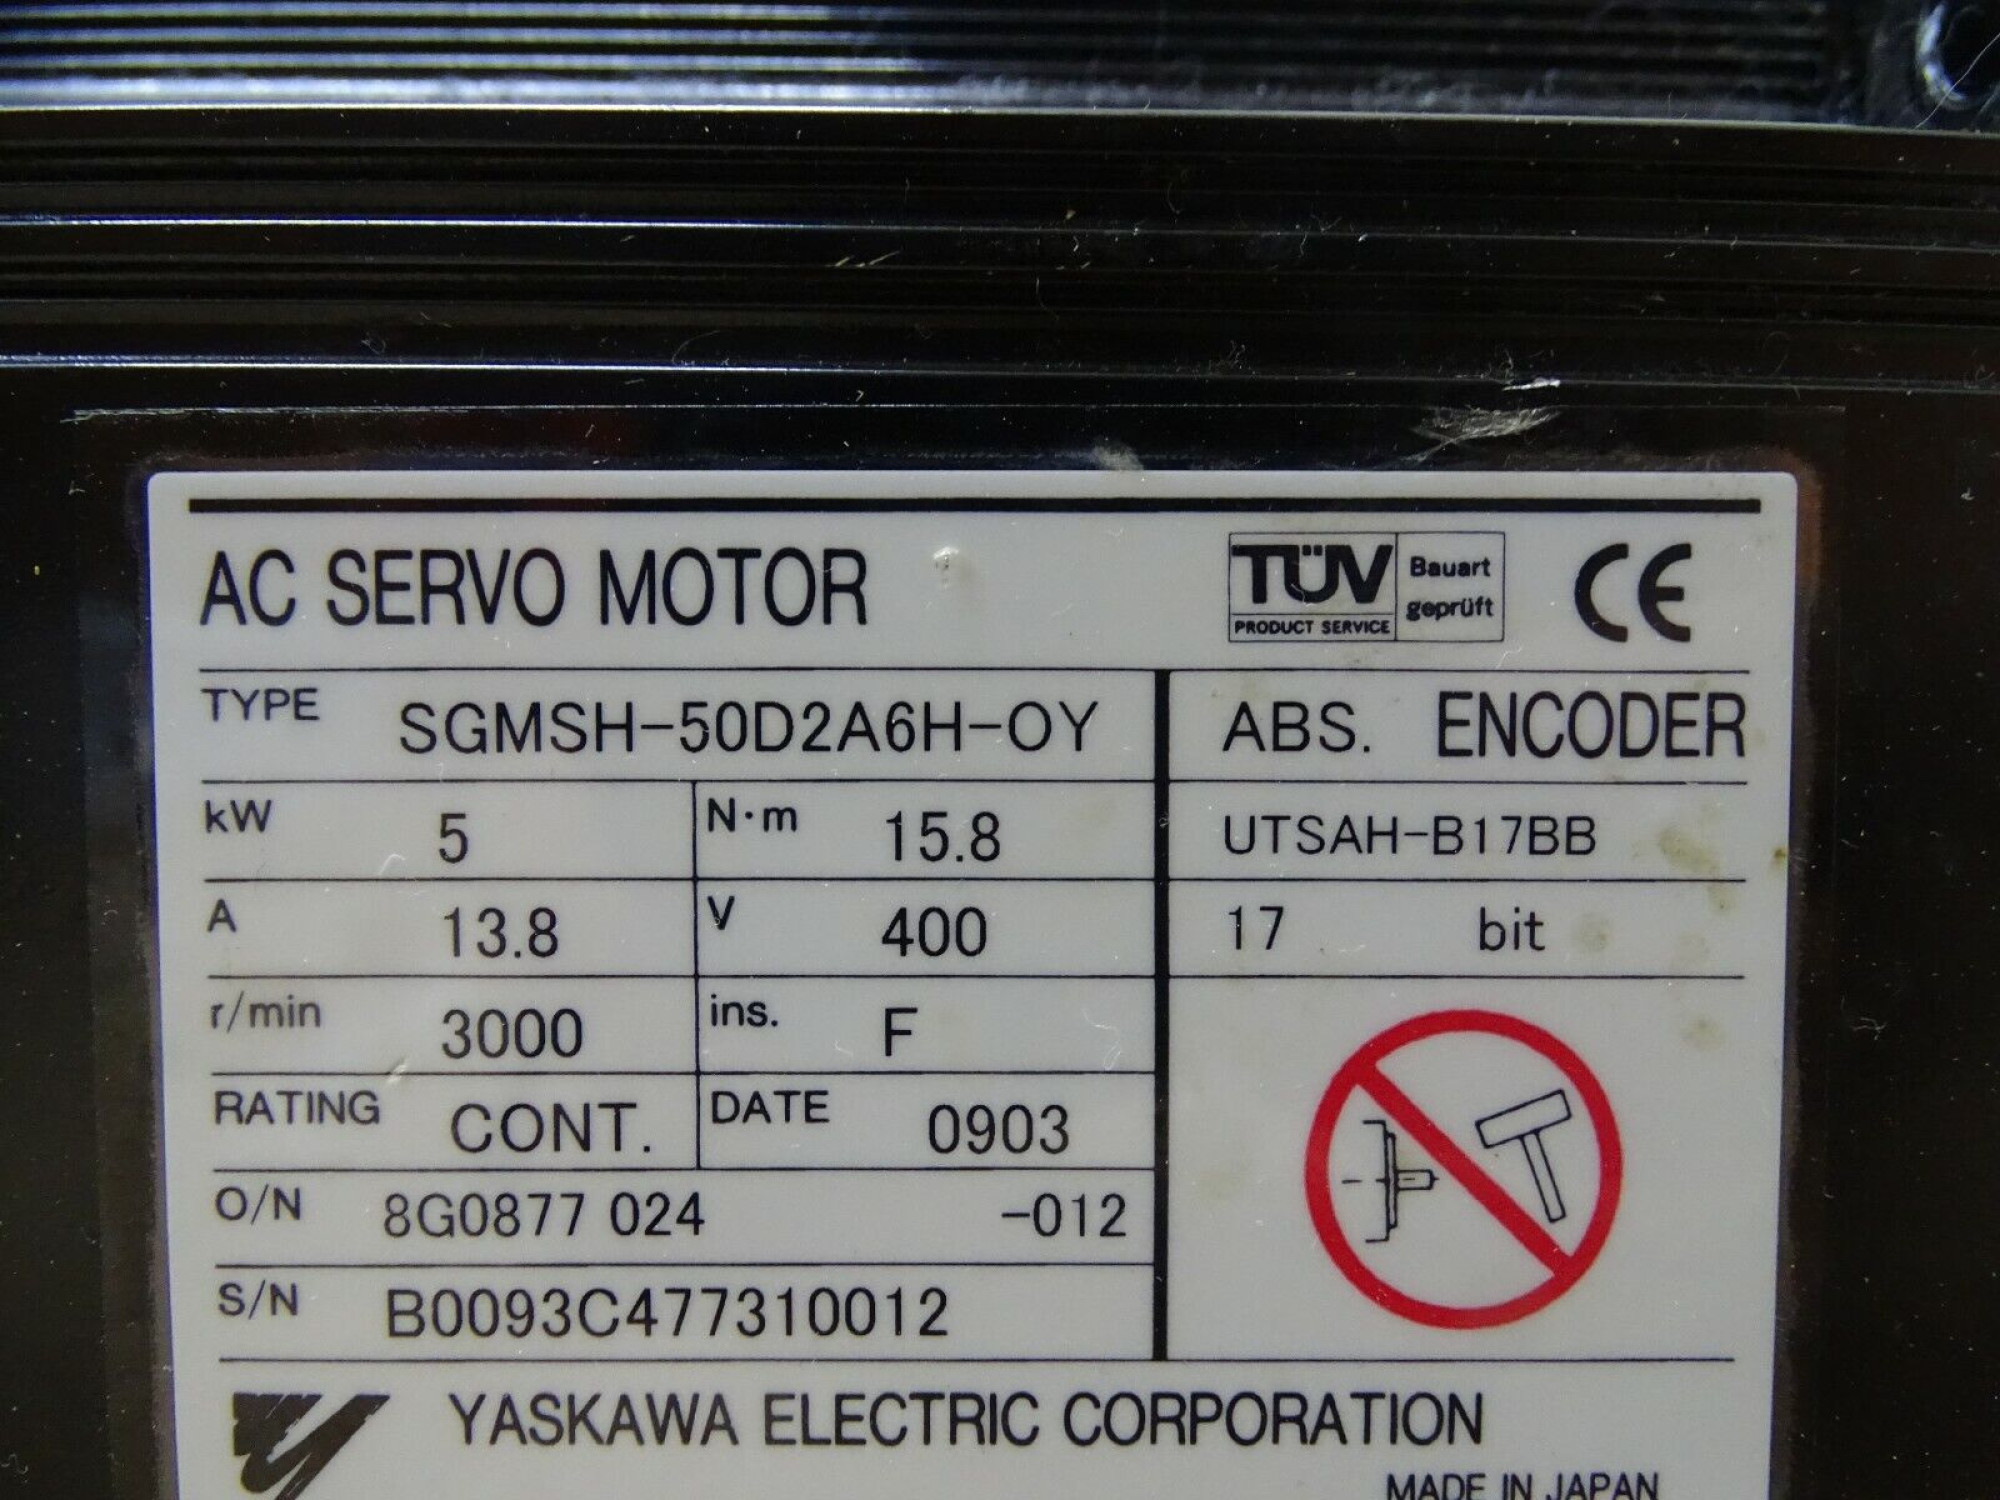 AC SERVO MOTOR
TÜV
PRODUCT SERVICE
Bauart
geprüft
CE
TYPE SGMSH-50D2A6H-OY
ABS. ENCODER
kW 5 N·m 15.8
UTSAH-B17BB
A 13.8 V 400
17 bit
r/min 3000 ins. F
RATING CONT. DATE 0903
O/N 8G0877 024 -012
S/N B0093C477310012
YASKAWA ELECTRIC CORPORATION
MADE IN JAPAN